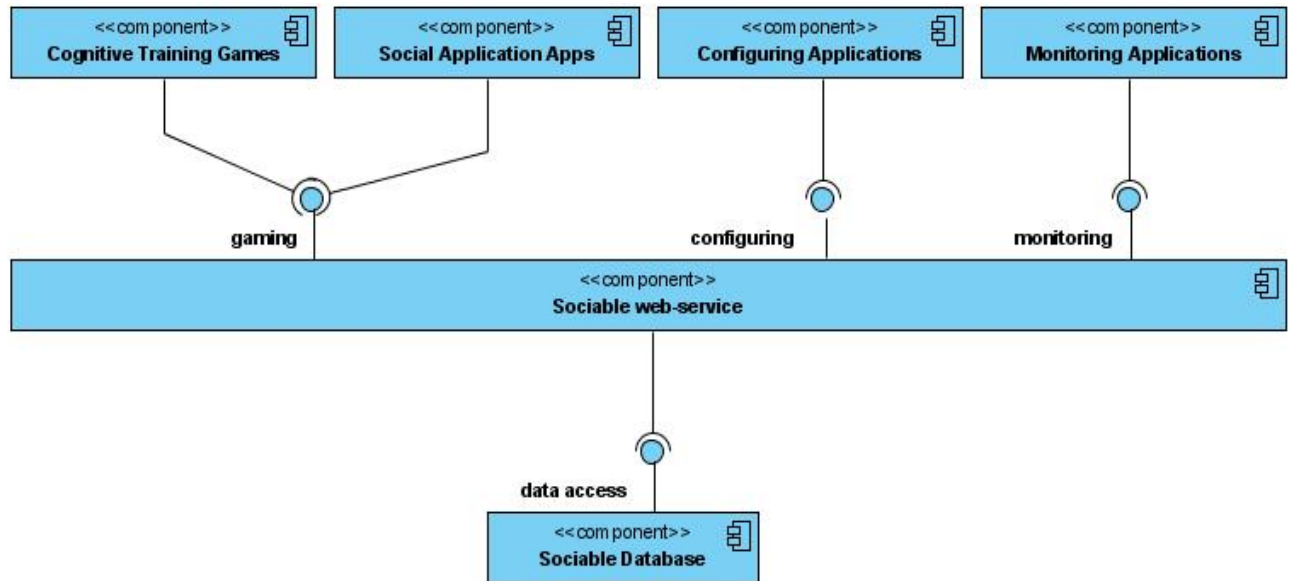 <<component>>
Cognitive Training Games
<<component>>
Social Application Apps
<<component>>
Configuring Applications
<<component>>
Monitoring Applications
gaming
configuring
monitoring
<<component>>
Sociable web-service
data access
<<component>>
Sociable Database